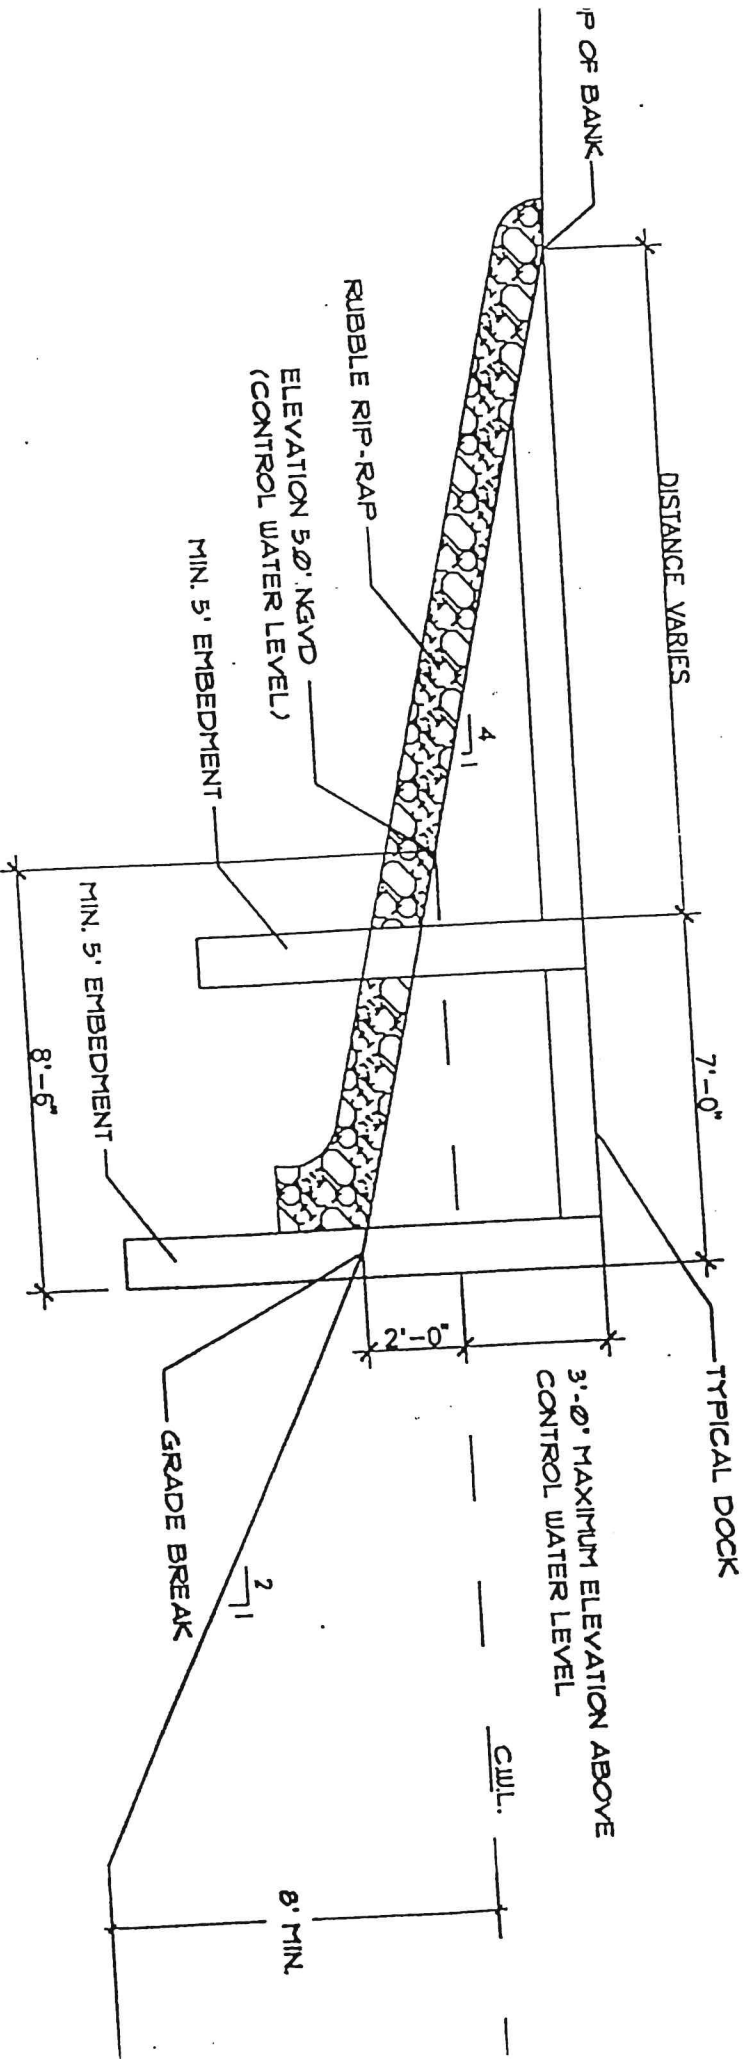 P OF BANK
DISTANCE VARIES
7'-0"
TYPICAL DOCK
RUBBLE RIP-RAP
ELEVATION 5.0' NGVD
(CONTROL WATER LEVEL)
MIN. 5' EMBEDMENT
MIN. 5' EMBEDMENT
4
1
8'-6"
2'-0"
3'-0" MAXIMUM ELEVATION ABOVE
CONTROL WATER LEVEL
GRADE BREAK
2
1
C.W.L.
8' MIN.